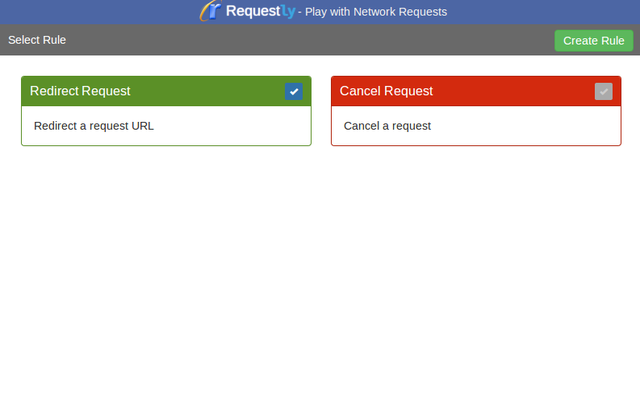 Requestly - Play with Network Requests
Select Rule
Create Rule
Redirect Request
Cancel Request
Redirect a request URL
Cancel a request